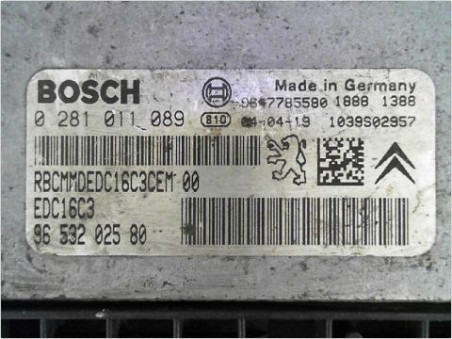 BOSCH
Made in Germany
9647785580 1888 1388
0 281 011 089
810
04-04-19 1039S02957
RBCMMDEDC16C3CEM 00
EDC16C3
96 532 025 80